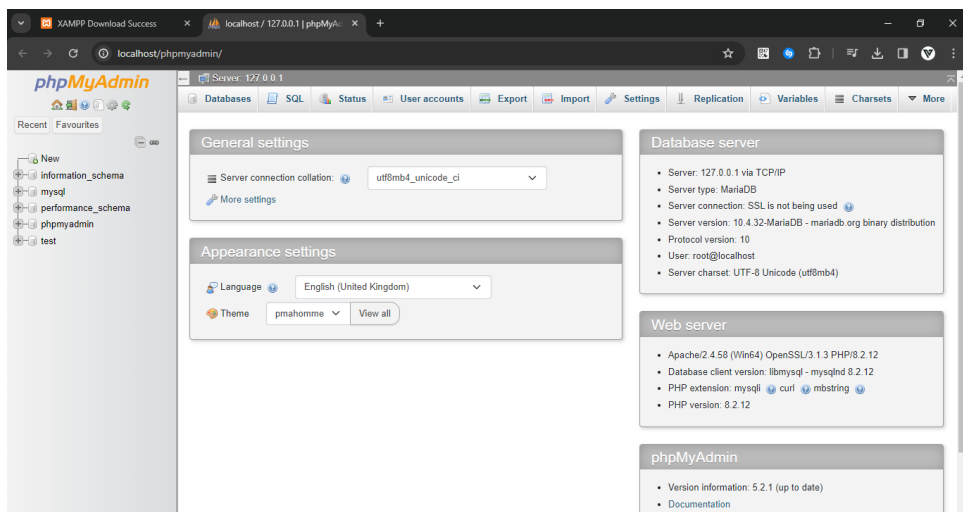 XAMPP Download Success
localhost / 127.0.0.1 | phpMyAd
localhost/phpmyadmin/
phpMyAdmin
Recent Favourites
New
information_schema
mysql
performance_schema
phpmyadmin
test
Server: 127.0.0.1
Databases SQL Status User accounts Export Import Settings Replication Variables Charsets More
General settings
Server connection collation: utf8mb4_unicode_ci
More settings
Appearance settings
Language English (United Kingdom)
Theme pmahomme View all
Database server
Server: 127.0.0.1 via TCP/IP
Server type: MariaDB
Server connection: SSL is not being used
Server version: 10.4.32-MariaDB - mariadb.org binary distribution
Protocol version: 10
User: root@localhost
Server charset: UTF-8 Unicode (utf8mb4)
Web server
Apache/2.4.58 (Win64) OpenSSL/3.1.3 PHP/8.2.12
Database client version: libmysql - mysqlnd 8.2.12
PHP extension: mysqli curl mbstring
PHP version: 8.2.12
phpMyAdmin
Version information: 5.2.1 (up to date)
Documentation